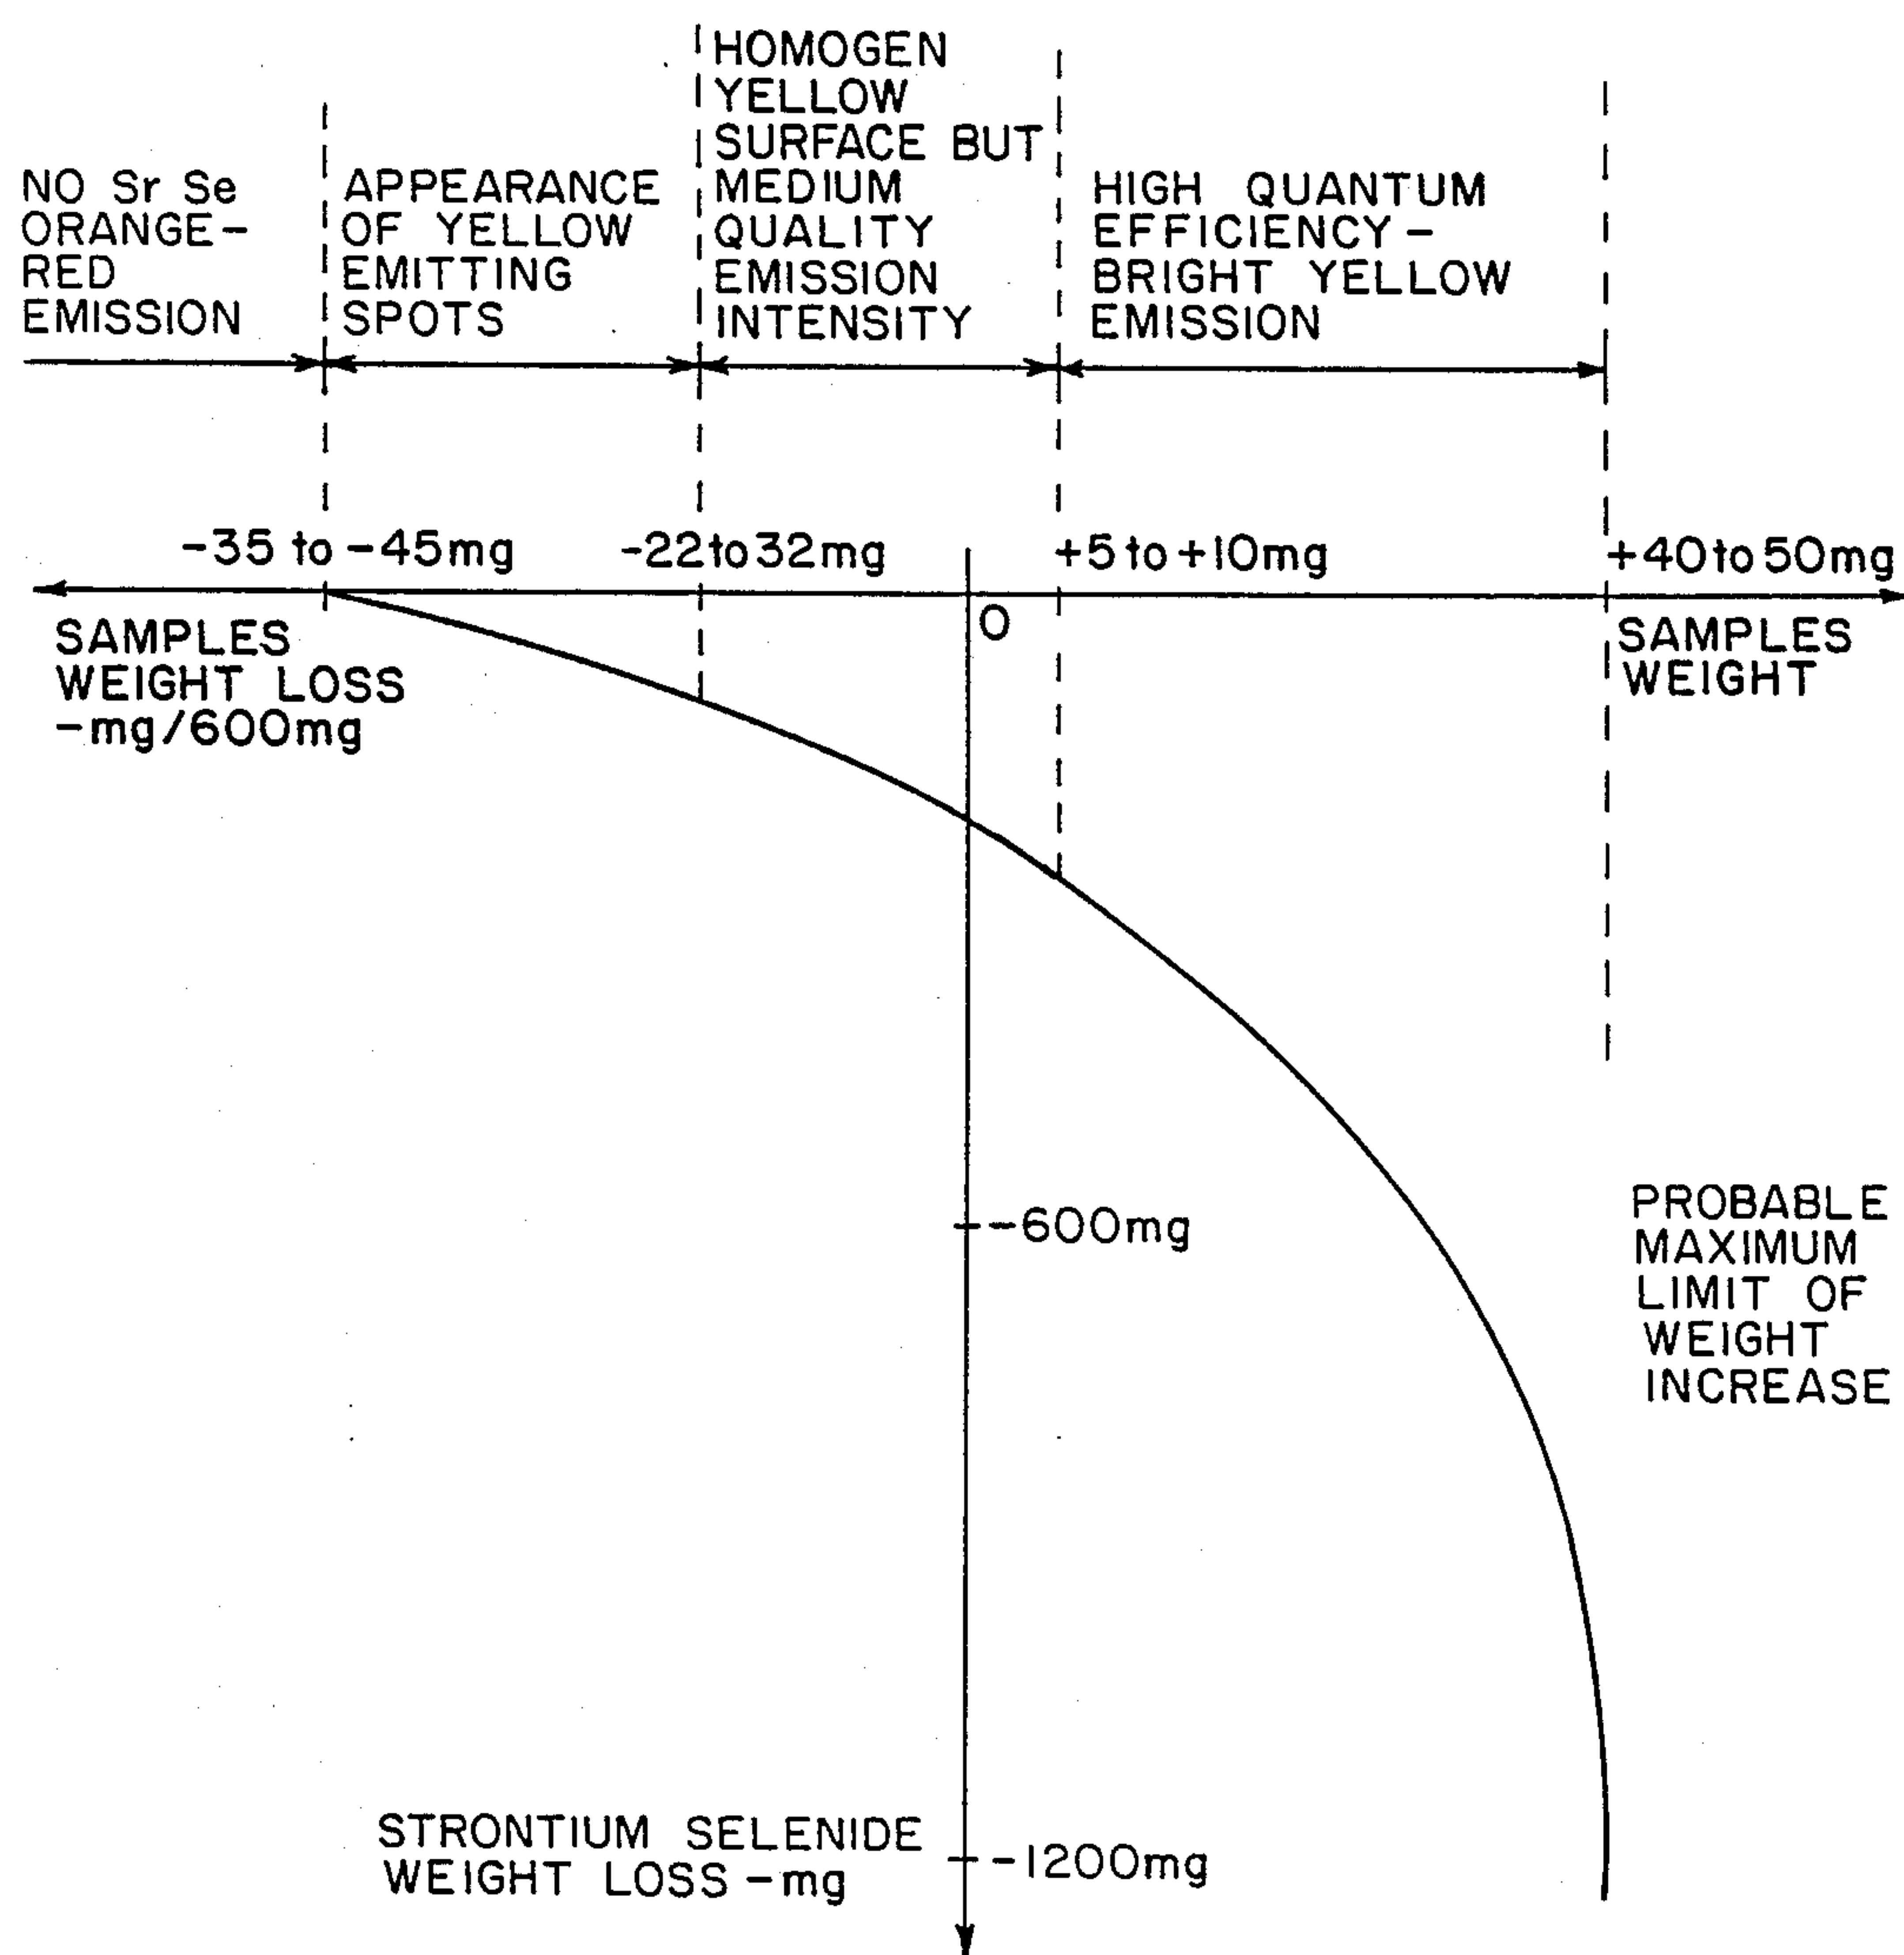 NO Sr Se
ORANGE-
RED
EMISSION
APPEARANCE
OF YELLOW
EMITTING
SPOTS
HOMOGEN
YELLOW
SURFACE BUT
MEDIUM
QUALITY
EMISSION
INTENSITY
HIGH QUANTUM
EFFICIENCY-
BRIGHT YELLOW
EMISSION
-35 to -45mg
-22to32mg
+5 to +10mg
+40to50mg
SAMPLES
WEIGHT LOSS
-mg/600mg
0
SAMPLES
WEIGHT
-600mg
PROBABLE
MAXIMUM
LIMIT OF
WEIGHT
INCREASE
STRONTIUM SELENIDE
WEIGHT LOSS-mg
-1200mg